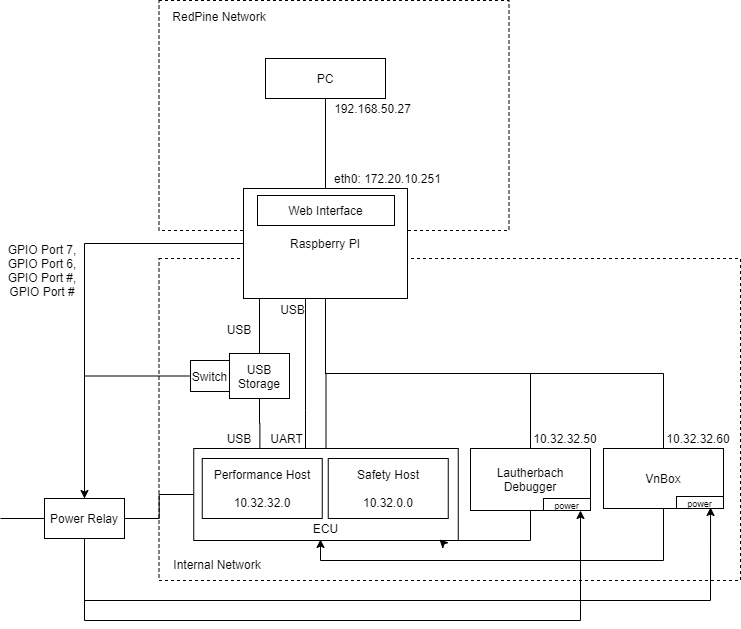 RedPine Network
PC
192.168.50.27
eth0: 172.20.10.251
Web Interface
Raspberry PI
GPIO Port 7,
GPIO Port 6,
GPIO Port #,
GPIO Port #
USB
USB
Switch
USB
Storage
USB
UART
10.32.32.50
10.32.32.60
Performance Host
10.32.32.0
Safety Host
10.32.0.0
ECU
Lautherbach
Debugger
power
VnBox
power
Power Relay
Internal Network